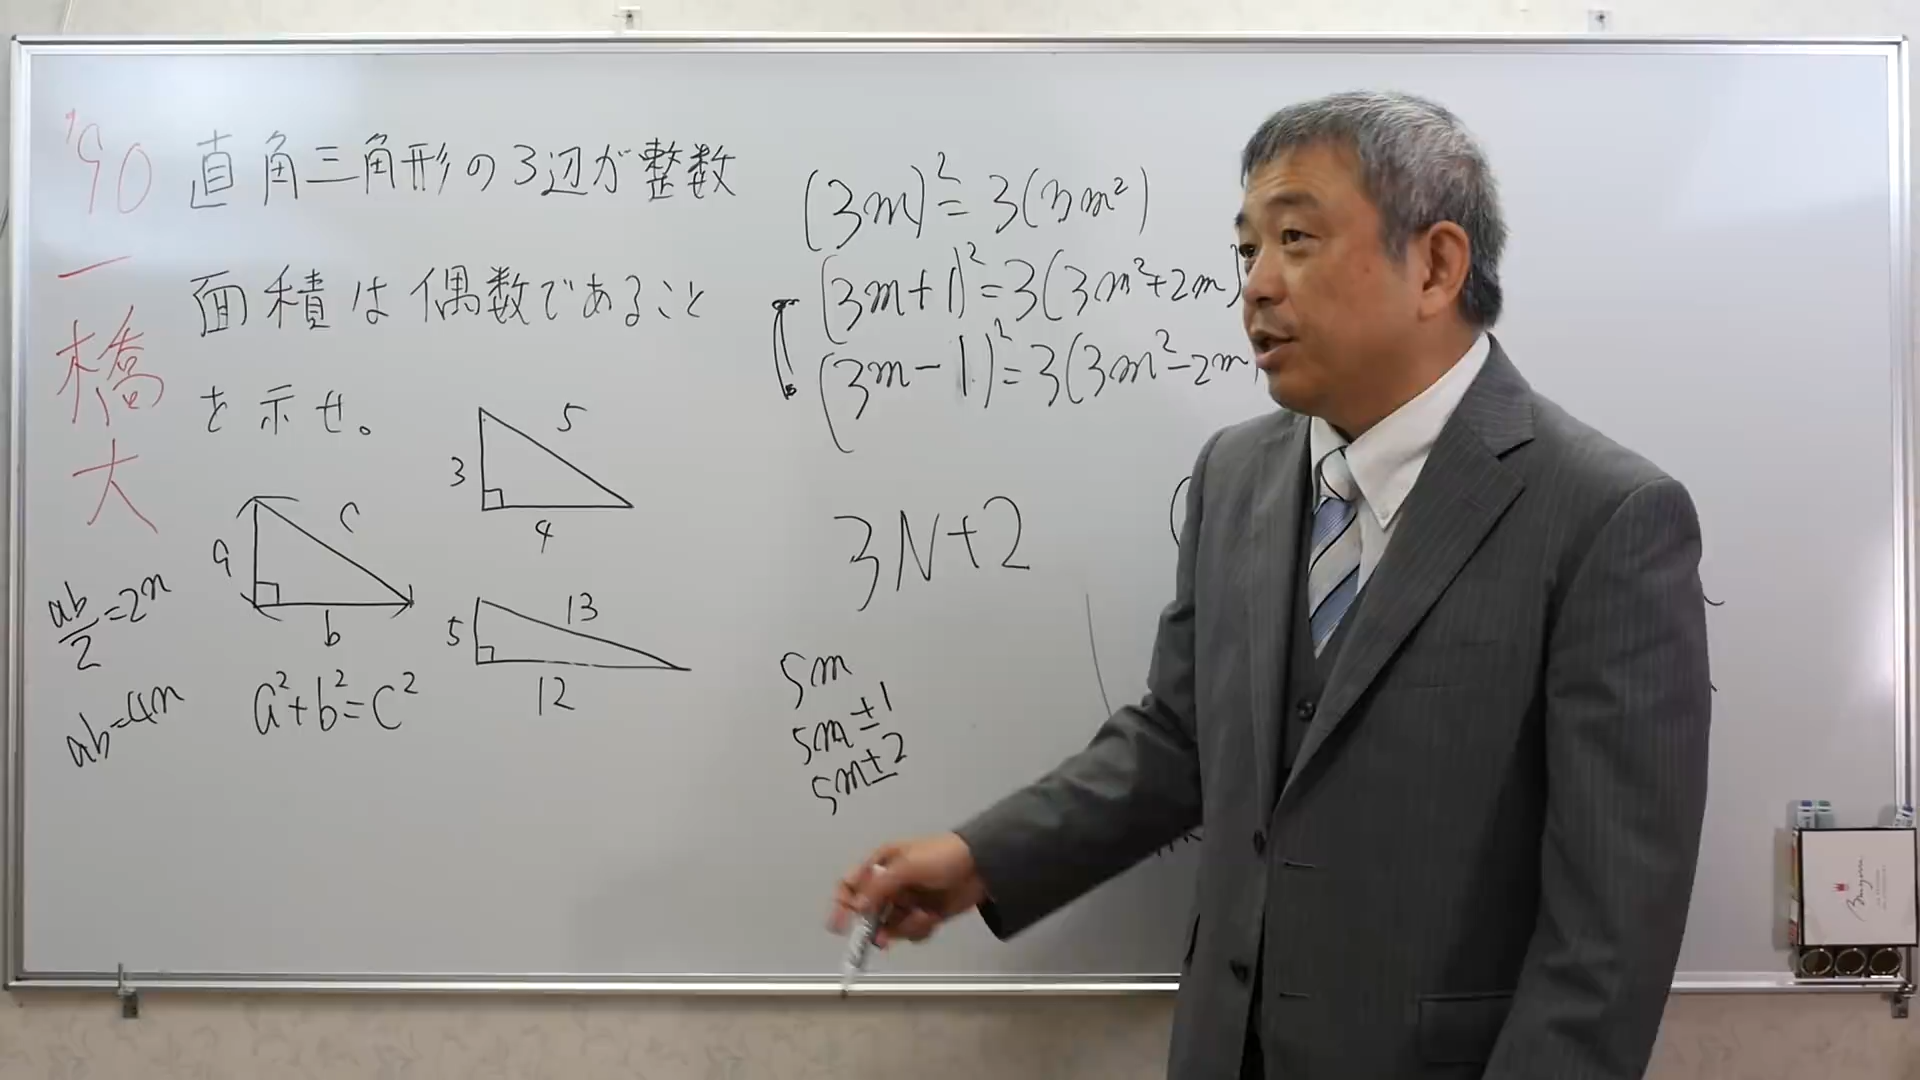 '90
一橋大
直角三角形の3辺が整数
面積は偶数であること
を示せ。
5
3
4
a
c
b
13
5
12
ab/2=2n
ab=4n
a²+b²=c²
(3m)²=3(3m²)
(3m+1)²=3(3m²+2m)
(3m-1)²=3(3m²-2m
3N+2
5m
5m±1
5m±2